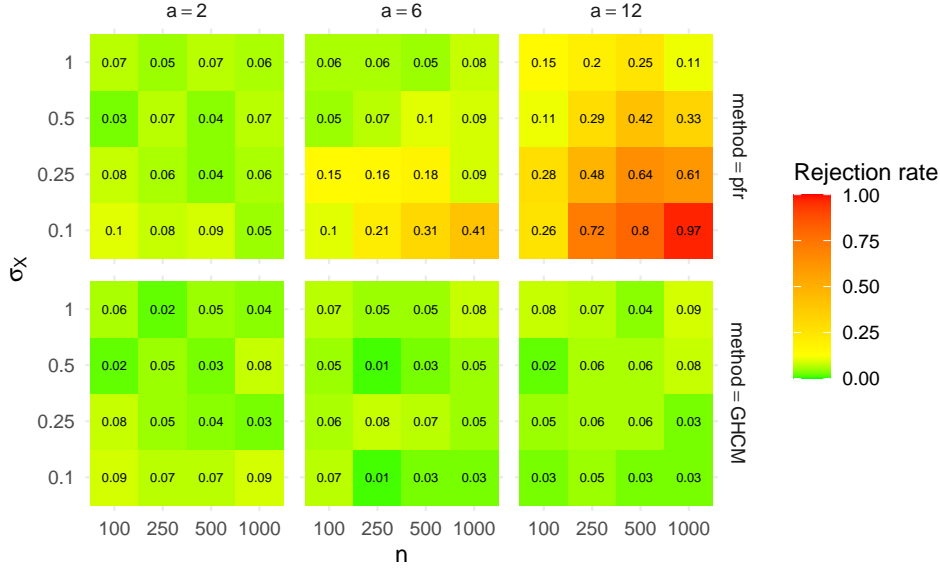 a = 2 a = 6 a = 12
1 0.07 0.05 0.07 0.06 0.06 0.06 0.05 0.08 0.15 0.2 0.25 0.11
0.5 0.03 0.07 0.04 0.07 0.05 0.07 0.1 0.09 0.11 0.29 0.42 0.33
0.25 0.08 0.06 0.04 0.06 0.15 0.16 0.18 0.09 0.28 0.48 0.64 0.61
0.1 0.1 0.08 0.09 0.05 0.1 0.21 0.31 0.41 0.26 0.72 0.8 0.97
method = pfr
σX
1 0.06 0.02 0.05 0.04 0.07 0.05 0.05 0.08 0.08 0.07 0.04 0.09
0.5 0.02 0.05 0.03 0.08 0.05 0.01 0.03 0.05 0.02 0.06 0.06 0.08
0.25 0.08 0.05 0.04 0.03 0.06 0.08 0.07 0.05 0.05 0.06 0.06 0.03
0.1 0.09 0.07 0.07 0.09 0.07 0.01 0.03 0.03 0.03 0.05 0.03 0.03
method = GHCM
100 250 500 1000 100 250 500 1000 100 250 500 1000
n
Rejection rate
1.00
0.75
0.50
0.25
0.00